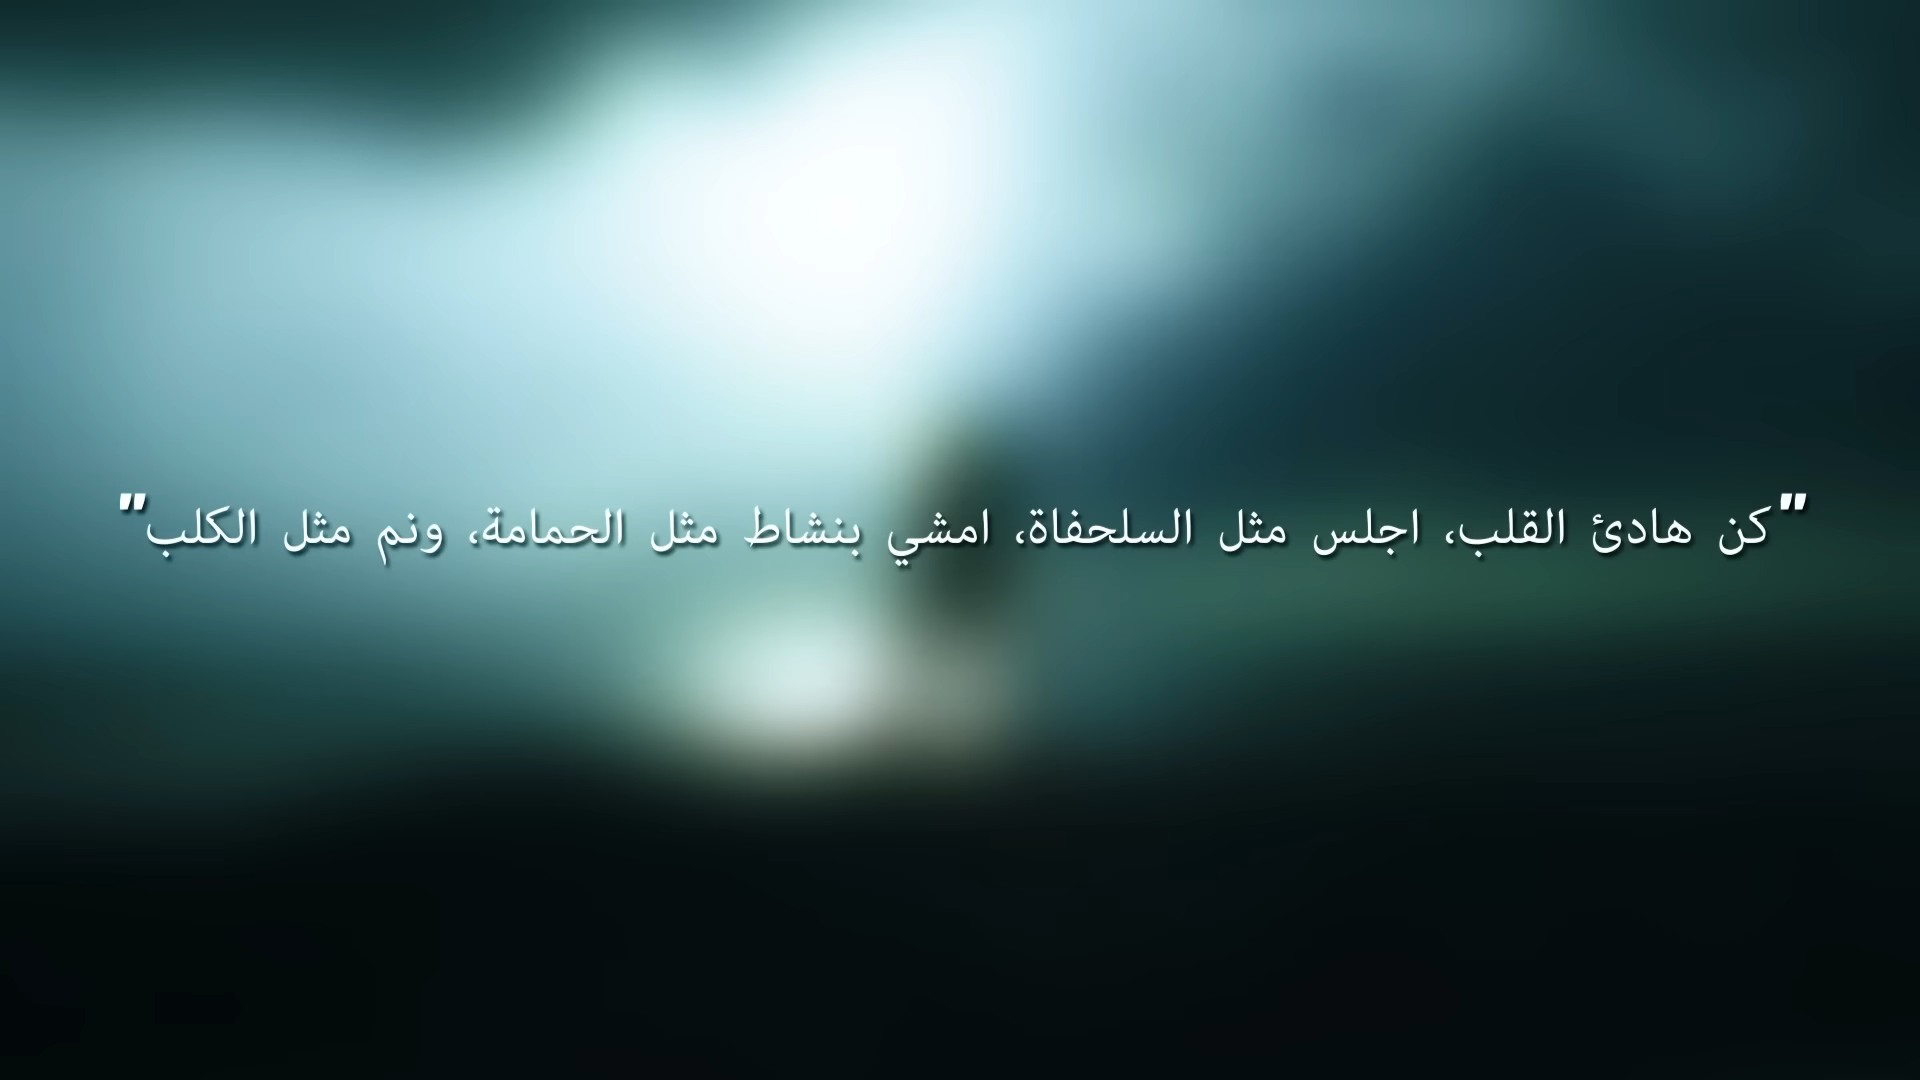 "كن هادئ القلب، اجلس مثل السلحفاة، امشي بنشاط مثل الحمامة، ونم مثل الكلب"